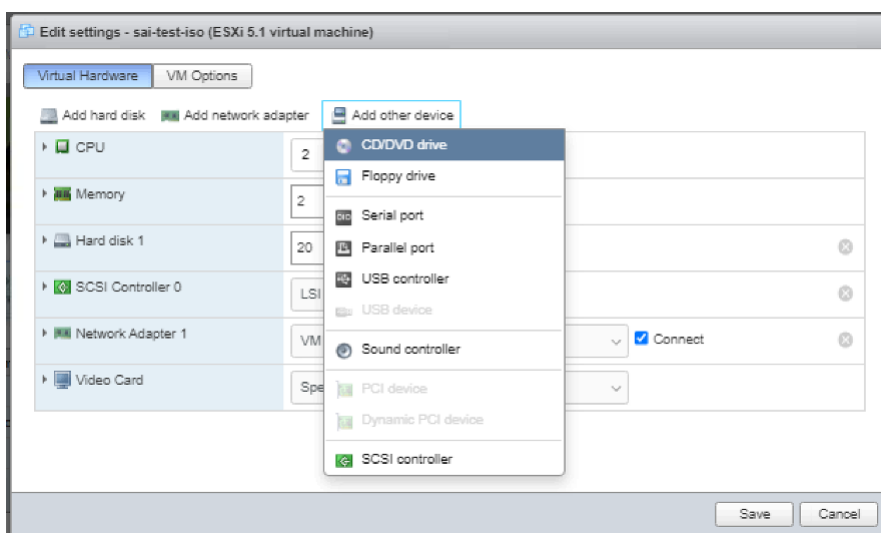 Edit settings - sai-test-iso (ESXi 5.1 virtual machine)
Virtual Hardware VM Options
Add hard disk Add network adapter Add other device
CPU 2
CD/DVD drive
Floppy drive
Memory 2
Serial port
Hard disk 1 20
Parallel port
USB controller
SCSI Controller 0 LSI
USB device
Network Adapter 1 VM Connect
Sound controller
Video Card Spe
PCI device
Dynamic PCI device
SCSI controller
Save Cancel